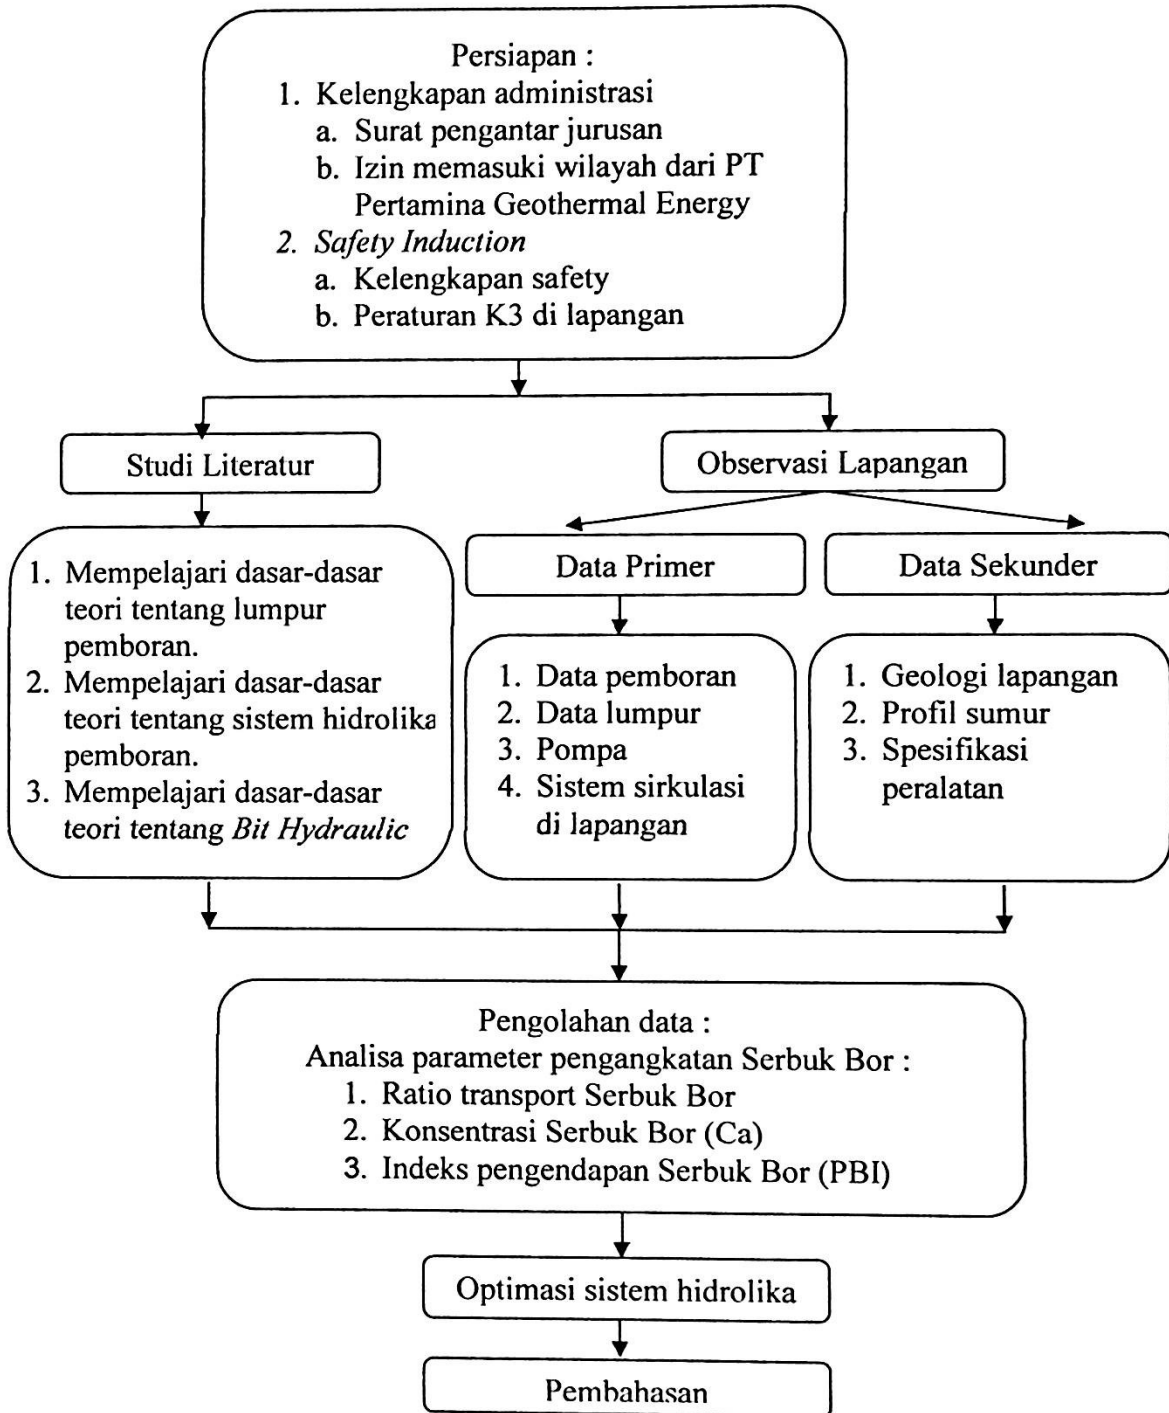 Persiapan :
1. Kelengkapan administrasi
a. Surat pengantar jurusan
b. Izin memasuki wilayah dari PT
Pertamina Geothermal Energy
2. Safety Induction
a. Kelengkapan safety
b. Peraturan K3 di lapangan
Studi Literatur
Observasi Lapangan
Data Primer
Data Sekunder
1. Mempelajari dasar-dasar
teori tentang lumpur
pemboran.
2. Mempelajari dasar-dasar
teori tentang sistem hidrolika
pemboran.
3. Mempelajari dasar-dasar
teori tentang Bit Hydraulic
1. Data pemboran
2. Data lumpur
3. Pompa
4. Sistem sirkulasi
di lapangan
1. Geologi lapangan
2. Profil sumur
3. Spesifikasi
peralatan
Pengolahan data :
Analisa parameter pengangkatan Serbuk Bor :
1. Ratio transport Serbuk Bor
2. Konsentrasi Serbuk Bor (Ca)
3. Indeks pengendapan Serbuk Bor (PBI)
Optimasi sistem hidrolika
Pembahasan